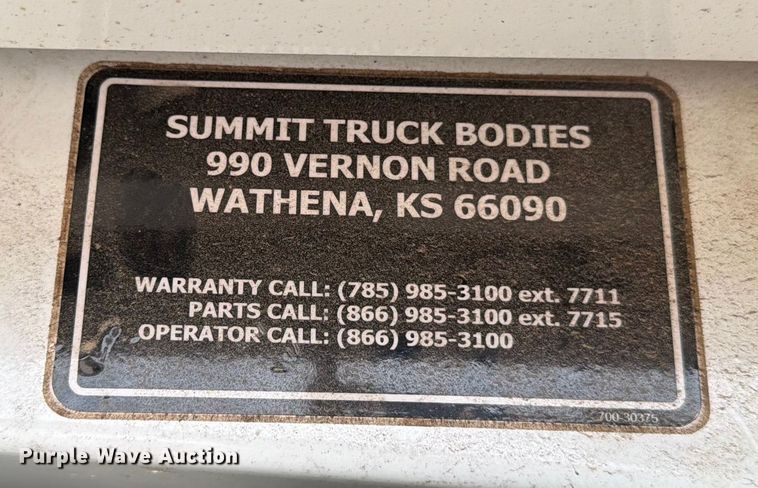 SUMMIT TRUCK BODIES
990 VERNON ROAD
WATHENA, KS 66090
WARRANTY CALL: (785) 985-3100 ext. 7711
PARTS CALL: (866) 985-3100 ext. 7715
OPERATOR CALL: (866) 985-3100
700-30375
Purple Wave Auction